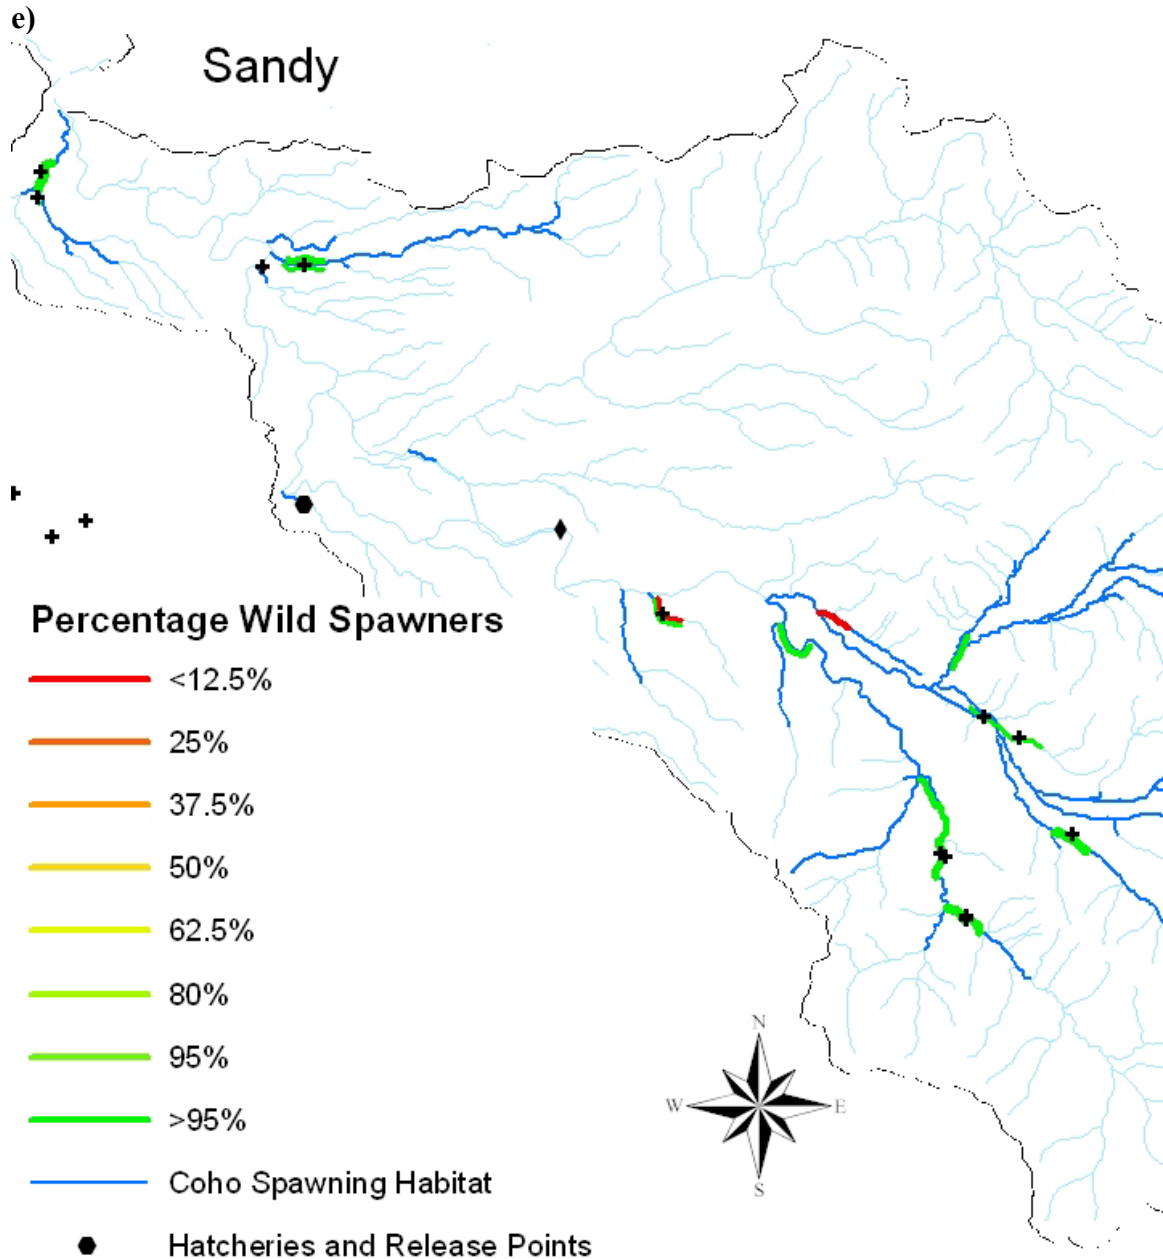 e)
Sandy
Percentage Wild Spawners
<12.5%
25%
37.5%
50%
62.5%
80%
95%
>95%
Coho Spawning Habitat
Hatcheries and Release Points
N
W
E
S